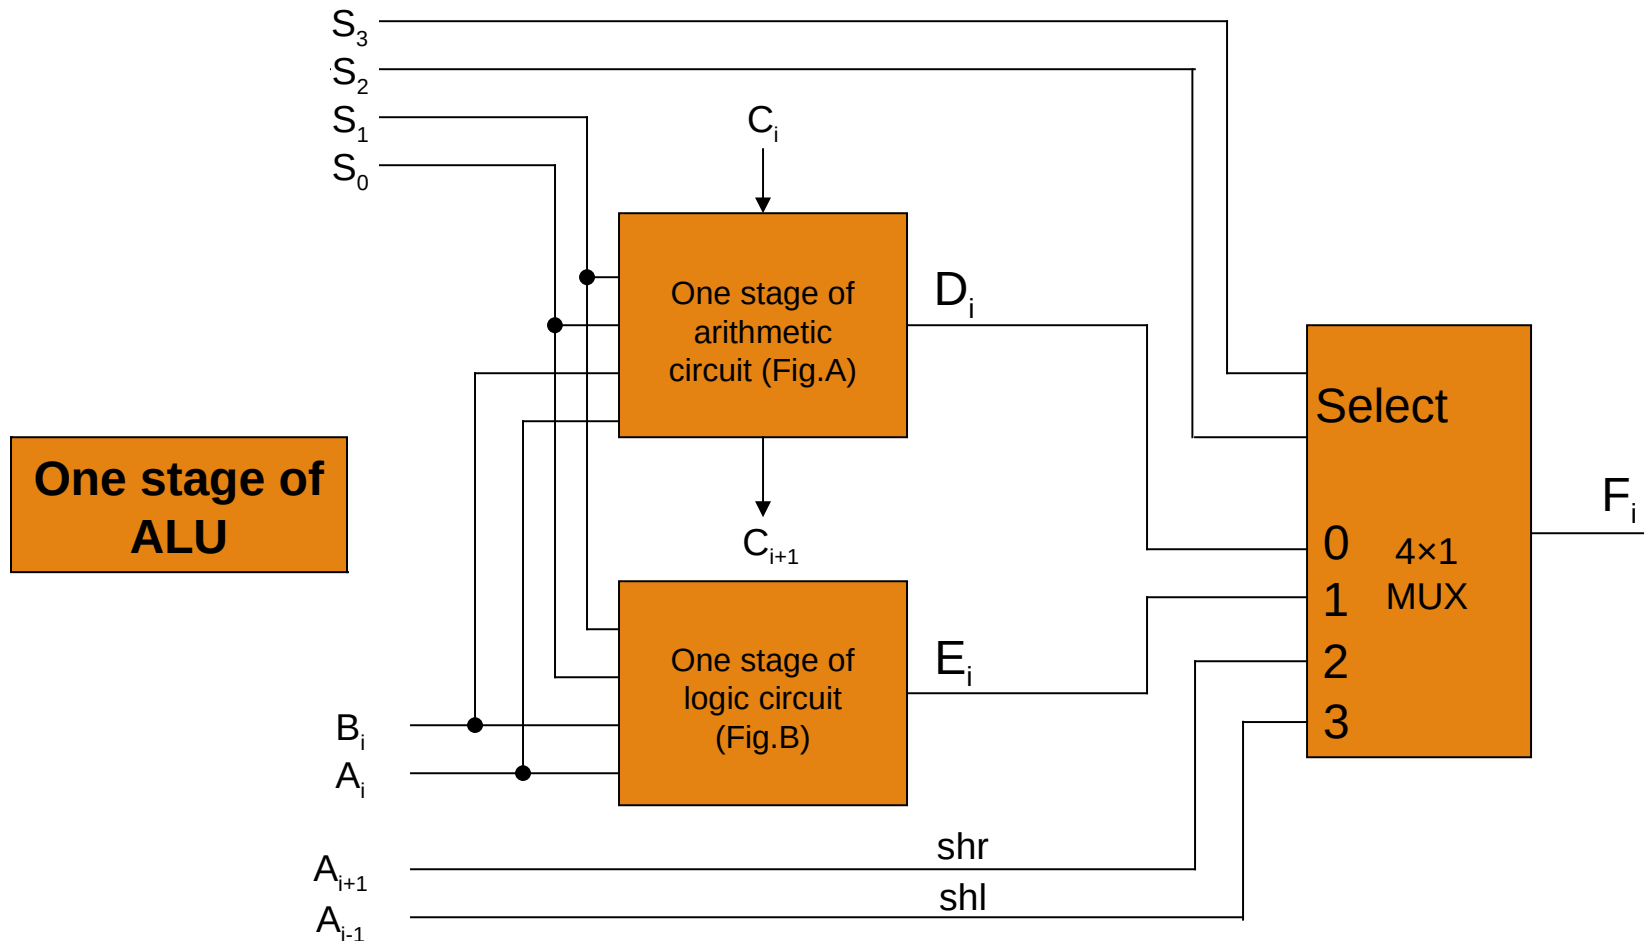 S3
S2
S1
S0
Ci
One stage of
arithmetic
circuit (Fig.A)
Di
Select
One stage of
ALU
Ci+1
Fi
0
4×1
1
MUX
2
3
One stage of
logic circuit
(Fig.B)
Ei
Bi
Ai
shr
Ai+1
shl
Ai-1